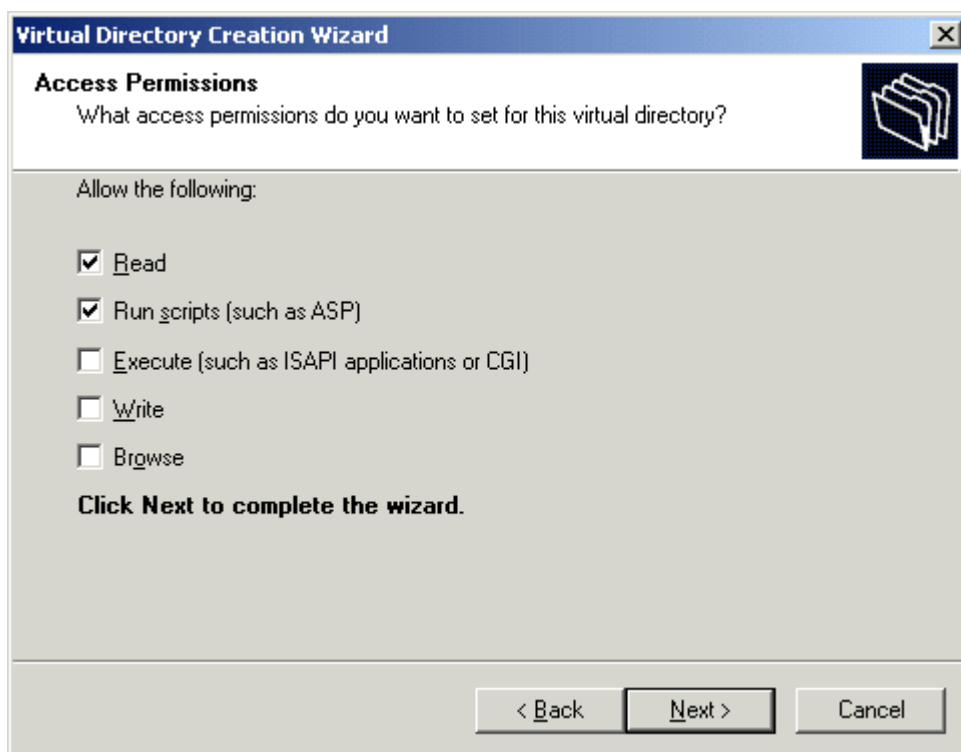 Virtual Directory Creation Wizard
Access Permissions
What access permissions do you want to set for this virtual directory?
Allow the following:
Read
Run scripts (such as ASP)
Execute (such as ISAPI applications or CGI)
Write
Browse
Click Next to complete the wizard.
< Back Next > Cancel